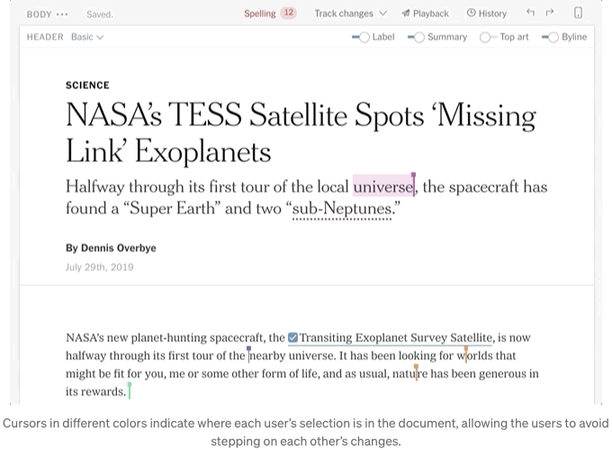 BODY ••• Saved. Spelling 12 Track changes Playback History
HEADER Basic Label Summary Top art Byline
SCIENCE
NASA’s TESS Satellite Spots ‘Missing
Link’ Exoplanets
Halfway through its first tour of the local universe, the spacecraft has
found a “Super Earth” and two “sub-Neptunes.”
By Dennis Overbye
July 29th, 2019
NASA’s new planet-hunting spacecraft, the Transiting Exoplanet Survey Satellite, is now
halfway through its first tour of the nearby universe. It has been looking for worlds that
might be fit for you, me or some other form of life, and as usual, nature has been generous in
its rewards.
Cursors in different colors indicate where each user’s selection is in the document, allowing the users to avoid
stepping on each other’s changes.